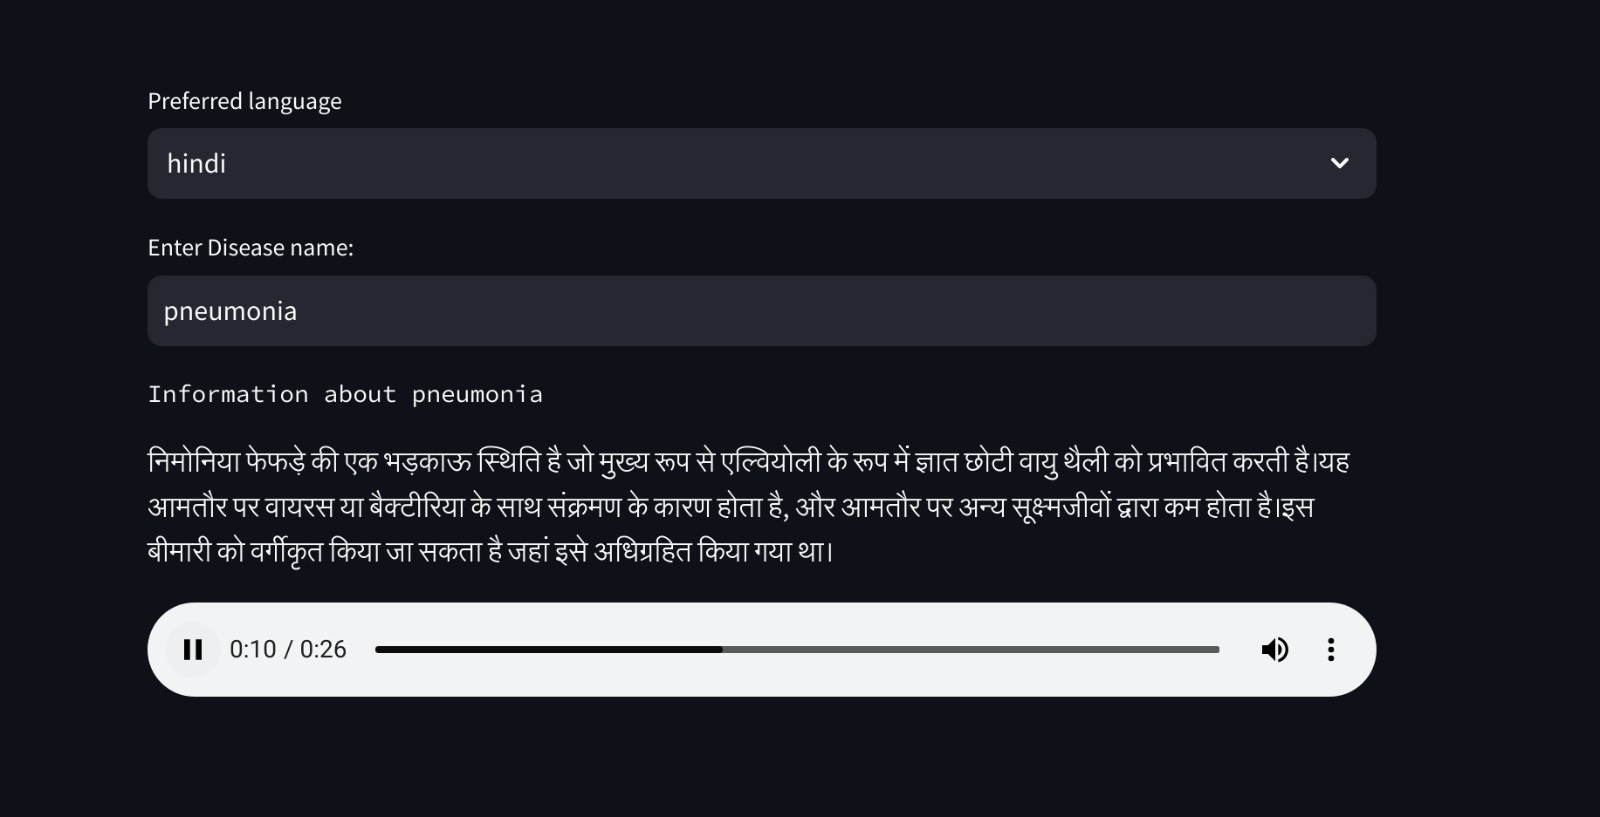 Preferred language
hindi
Enter Disease name:
pneumonia
Information about pneumonia
निमोनिया फेफड़े की एक भड़काऊ स्थिति है जो मुख्य रूप से एल्वियोली के रूप में ज्ञात छोटी वायु थैली को प्रभावित करती है।यह
आमतौर पर वायरस या बैक्टीरिया के साथ संक्रमण के कारण होता है, और आमतौर पर अन्य सूक्ष्मजीवों द्वारा कम होता है।इस
बीमारी को वर्गीकृत किया जा सकता है जहां इसे अधिग्रहित किया गया था।
0:10 / 0:26